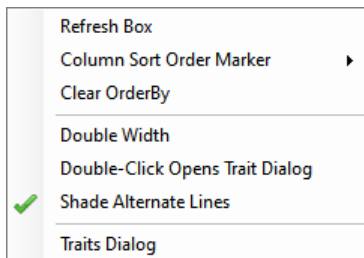 Refresh Box
Column Sort Order Marker
Clear OrderBy
Double Width
Double-Click Opens Trait Dialog
Shade Alternate Lines
Traits Dialog